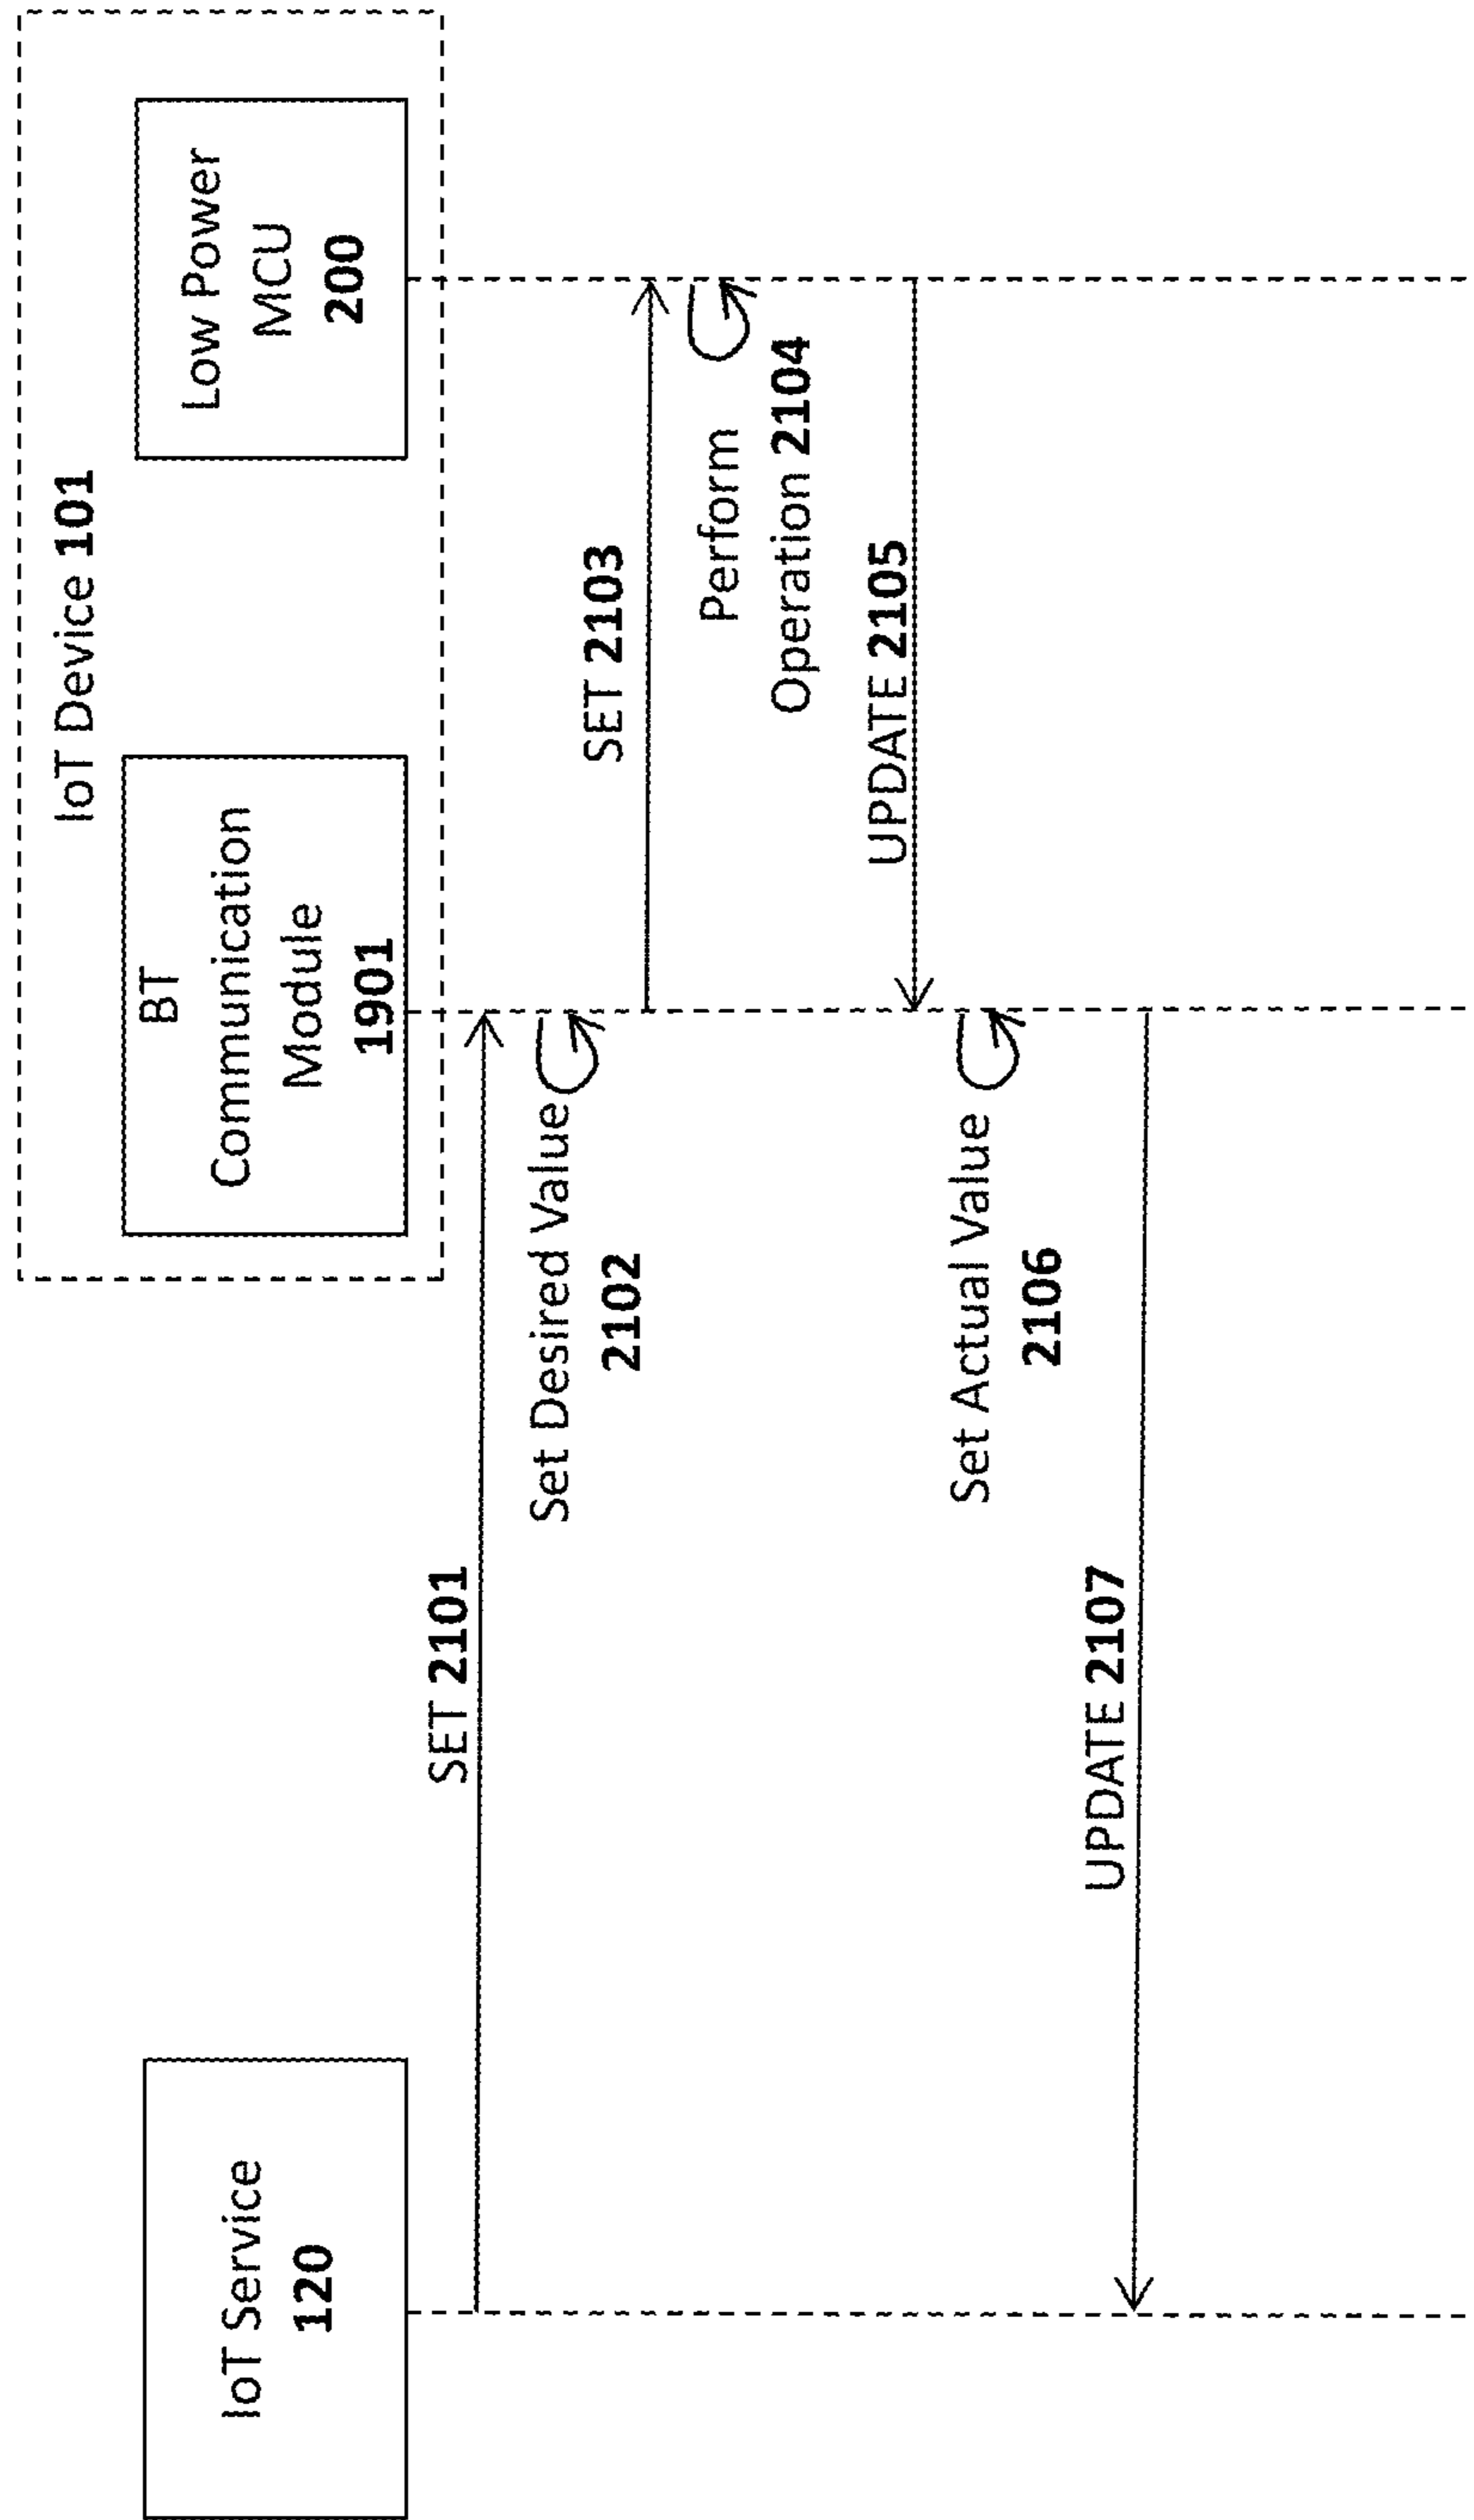 IoT Device 101
IoT Service
120
BT
Communication
Module
1901
Low Power
MCU
200
SET 2101
Set Desired Value
2102
SET 2103
Perform
Operation 2104
UPDATE 2105
Set Actual Value
2106
UPDATE 2107